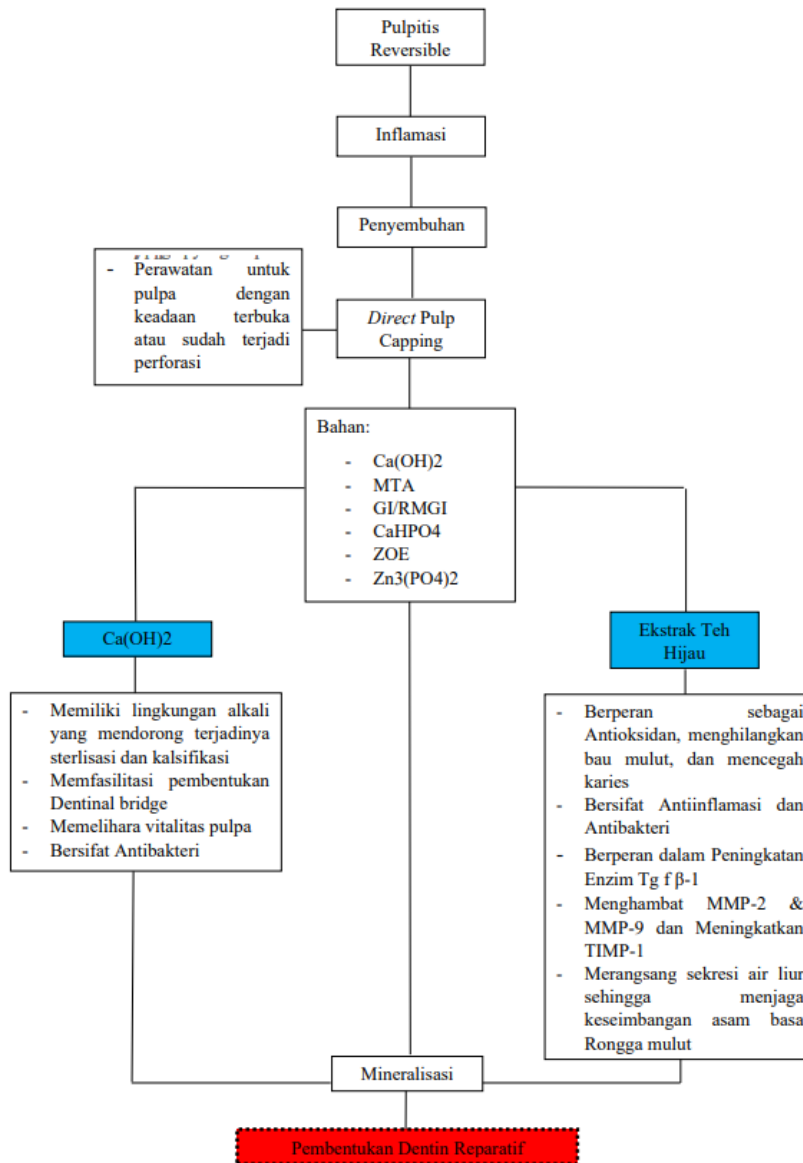 Pulpitis
Reversible
Inflamasi
Penyembuhan
- Perawatan untuk
pulpa dengan
keadaan terbuka
atau sudah terjadi
perforasi
Direct Pulp
Capping
Bahan:
- Ca(OH)2
- MTA
- GI/RMGI
- CaHPO4
- ZOE
- Zn3(PO4)2
Ca(OH)2
- Memiliki lingkungan alkali
yang mendorong terjadinya
sterlisasi dan kalsifikasi
- Memfasilitasi pembentukan
Dentinal bridge
- Memelihara vitalitas pulpa
- Bersifat Antibakteri
Ekstrak Teh
Hijau
- Berperan sebagai
Antioksidan, menghilangkan
bau mulut, dan mencegah
karies
- Bersifat Antiinflamasi dan
Antibakteri
- Berperan dalam Peningkatan
Enzim Tg f β-1
- Menghambat MMP-2 &
MMP-9 dan Meningkatkan
TIMP-1
- Merangsang sekresi air liur
sehingga menjaga
keseimbangan asam basa
Rongga mulut
Mineralisasi
Pembentukan Dentin Reparatif